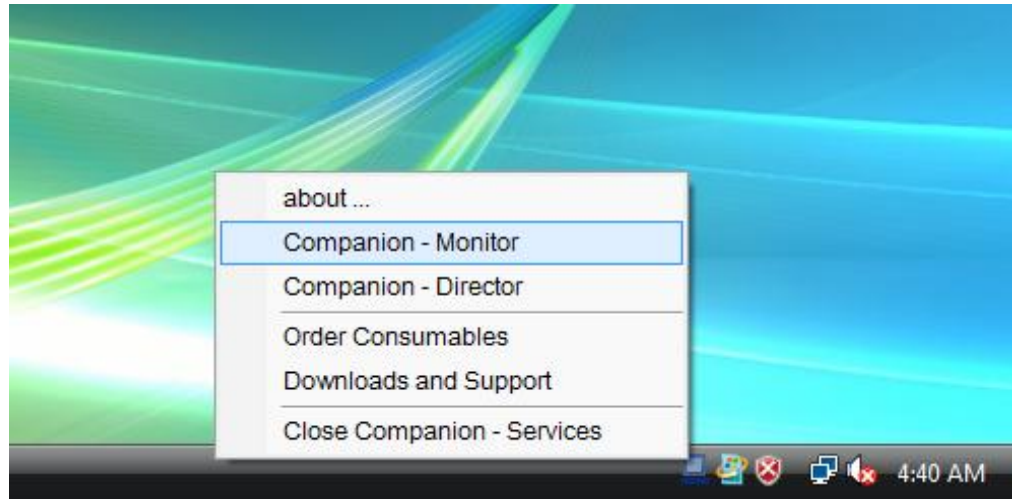 about ...
Companion - Monitor
Companion - Director
Order Consumables
Downloads and Support
Close Companion - Services
4:40 AM